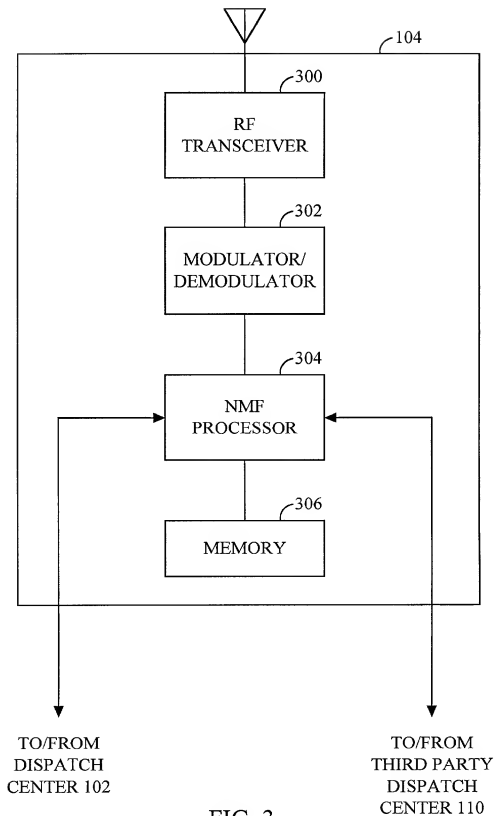 104
300
RF
TRANSCEIVER
302
MODULATOR/
DEMODULATOR
304
NMF
PROCESSOR
306
MEMORY
TO/FROM
DISPATCH
CENTER 102
TO/FROM
THIRD PARTY
DISPATCH
CENTER 110